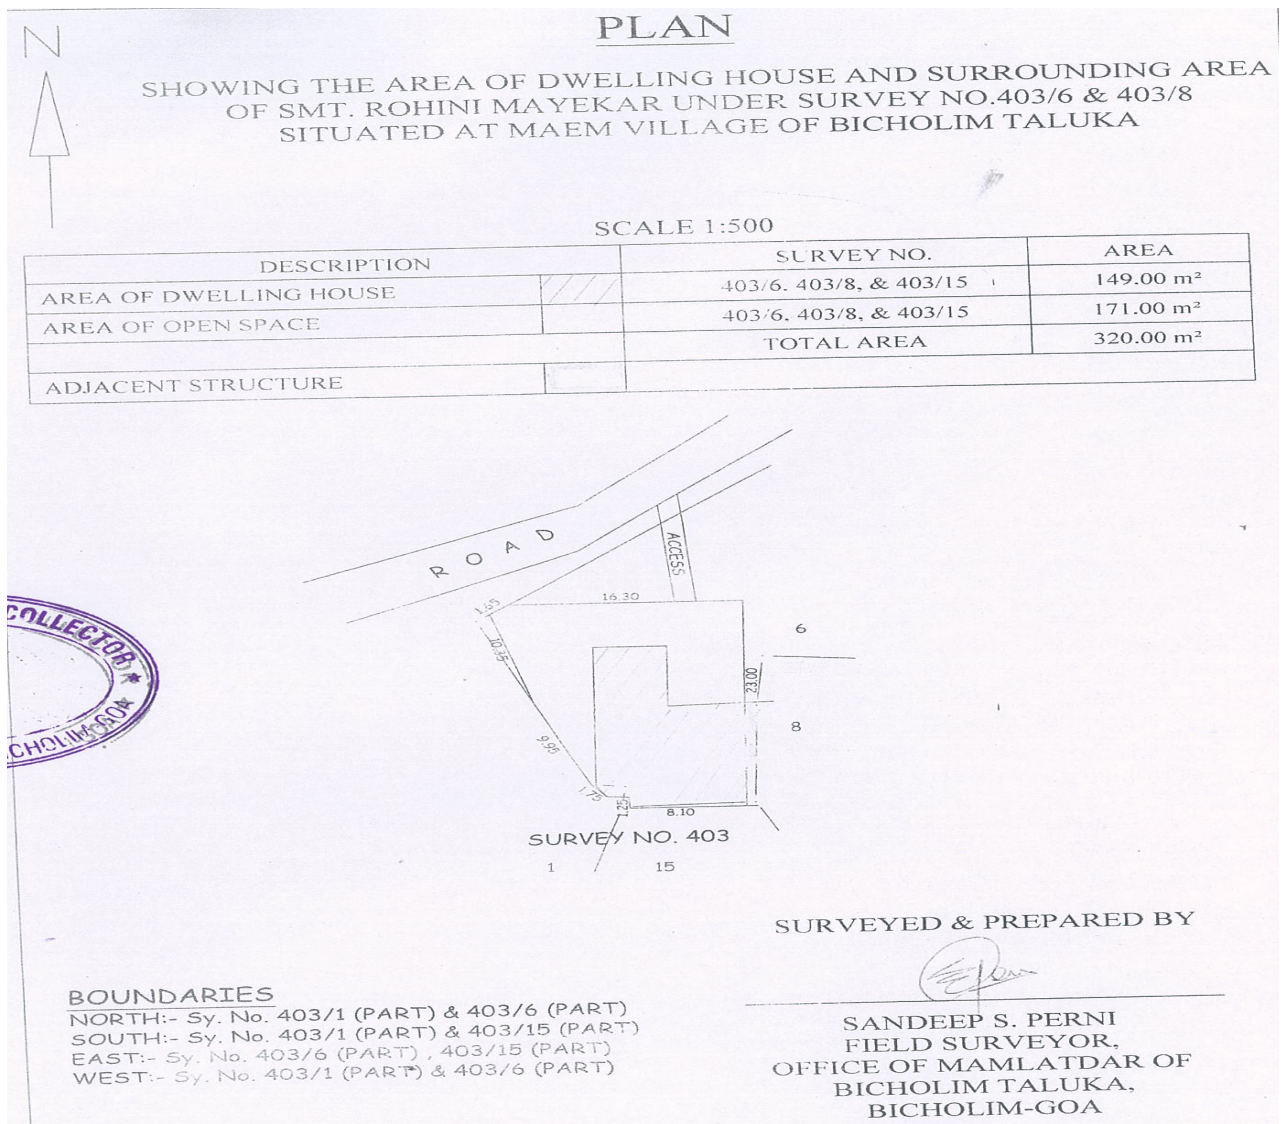 N
PLAN
SHOWING THE AREA OF DWELLING HOUSE AND SURROUNDING AREA
OF SMT. ROHINI MAYEKAR UNDER SURVEY NO.403/6 & 403/8
SITUATED AT MAEM VILLAGE OF BICHOLIM TALUKA
SCALE 1:500
DESCRIPTION SURVEY NO. AREA
AREA OF DWELLING HOUSE 403/6. 403/8, & 403/15 149.00 m²
AREA OF OPEN SPACE 403/6, 403/8, & 403/15 171.00 m²
TOTAL AREA 320.00 m²
ADJACENT STRUCTURE
ROAD
ACCESS
1.65
16.30
10.35
6
23.00
9.95
8
1.75
1.25
8.10
SURVEY NO. 403
1
15
COLLECTOR
BICHOLIM-GOA
SURVEYED & PREPARED BY
SANDEEP S. PERNI
FIELD SURVEYOR,
OFFICE OF MAMLATDAR OF
BICHOLIM TALUKA,
BICHOLIM-GOA
BOUNDARIES
NORTH:- Sy. No. 403/1 (PART) & 403/6 (PART)
SOUTH:- Sy. No. 403/1 (PART) & 403/15 (PART)
EAST:- Sy. No. 403/6 (PART) , 403/15 (PART)
WEST:- Sy. No. 403/1 (PART) & 403/6 (PART)